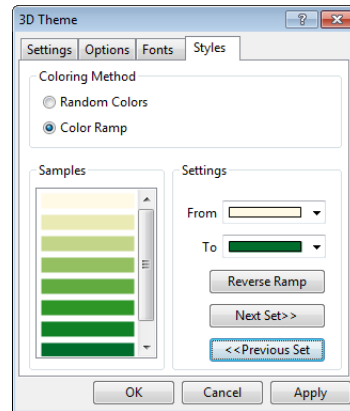 3D Theme
Settings Options Fonts Styles
Coloring Method
Random Colors
Color Ramp
Samples
Settings
From
To
Reverse Ramp
Next Set>>
<<Previous Set
OK Cancel Apply